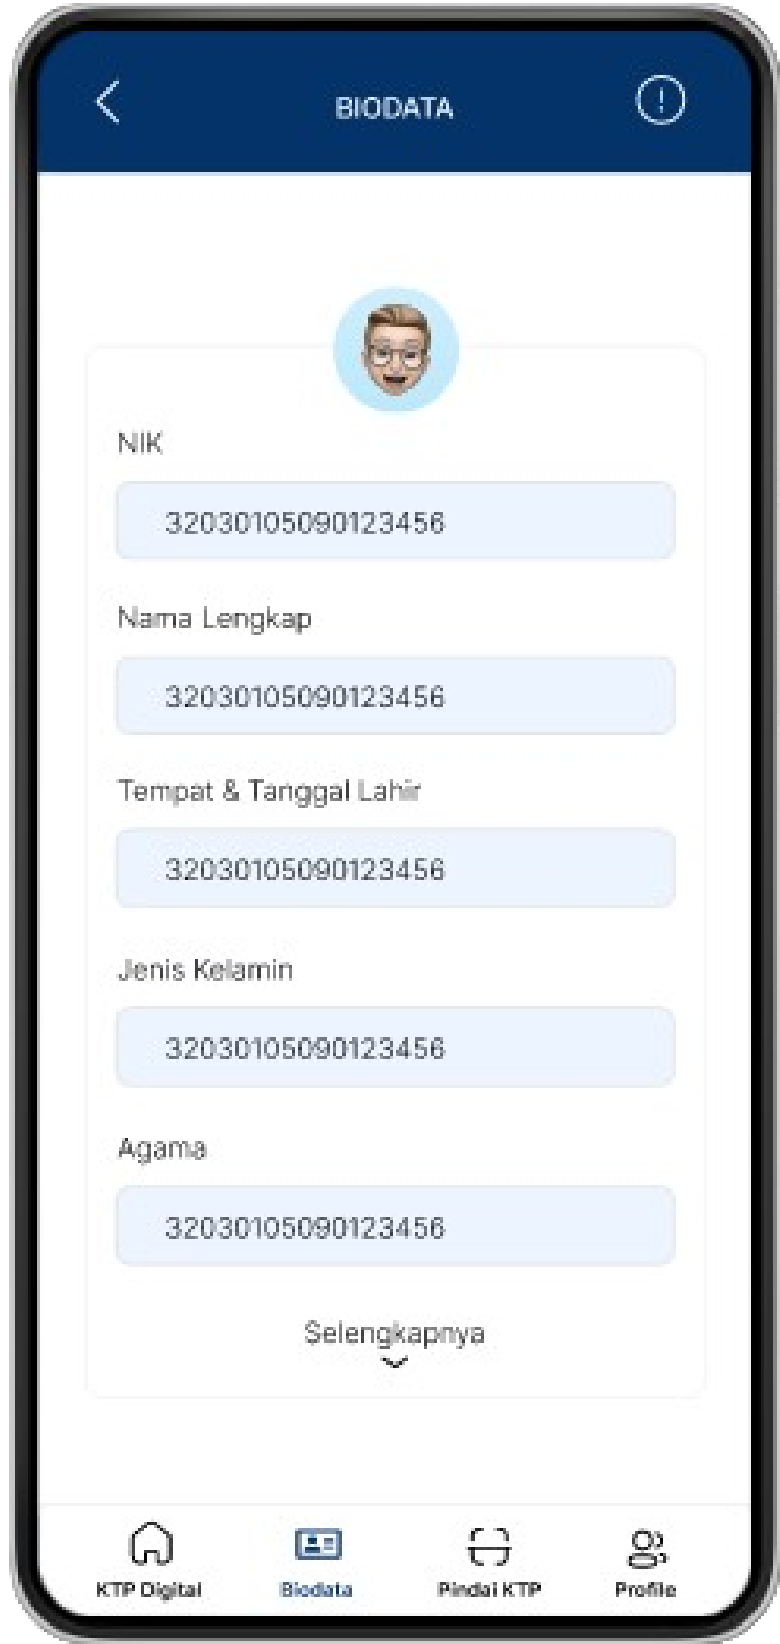 BIODATA
NIK
32030105090123456
Nama Lengkap
32030105090123456
Tempat & Tanggal Lahir
32030105090123456
Jenis Kelamin
32030105090123456
Agama
32030105090123456
Selengkapnya
KTP Digital
Biodata
Pindai KTP
Profile